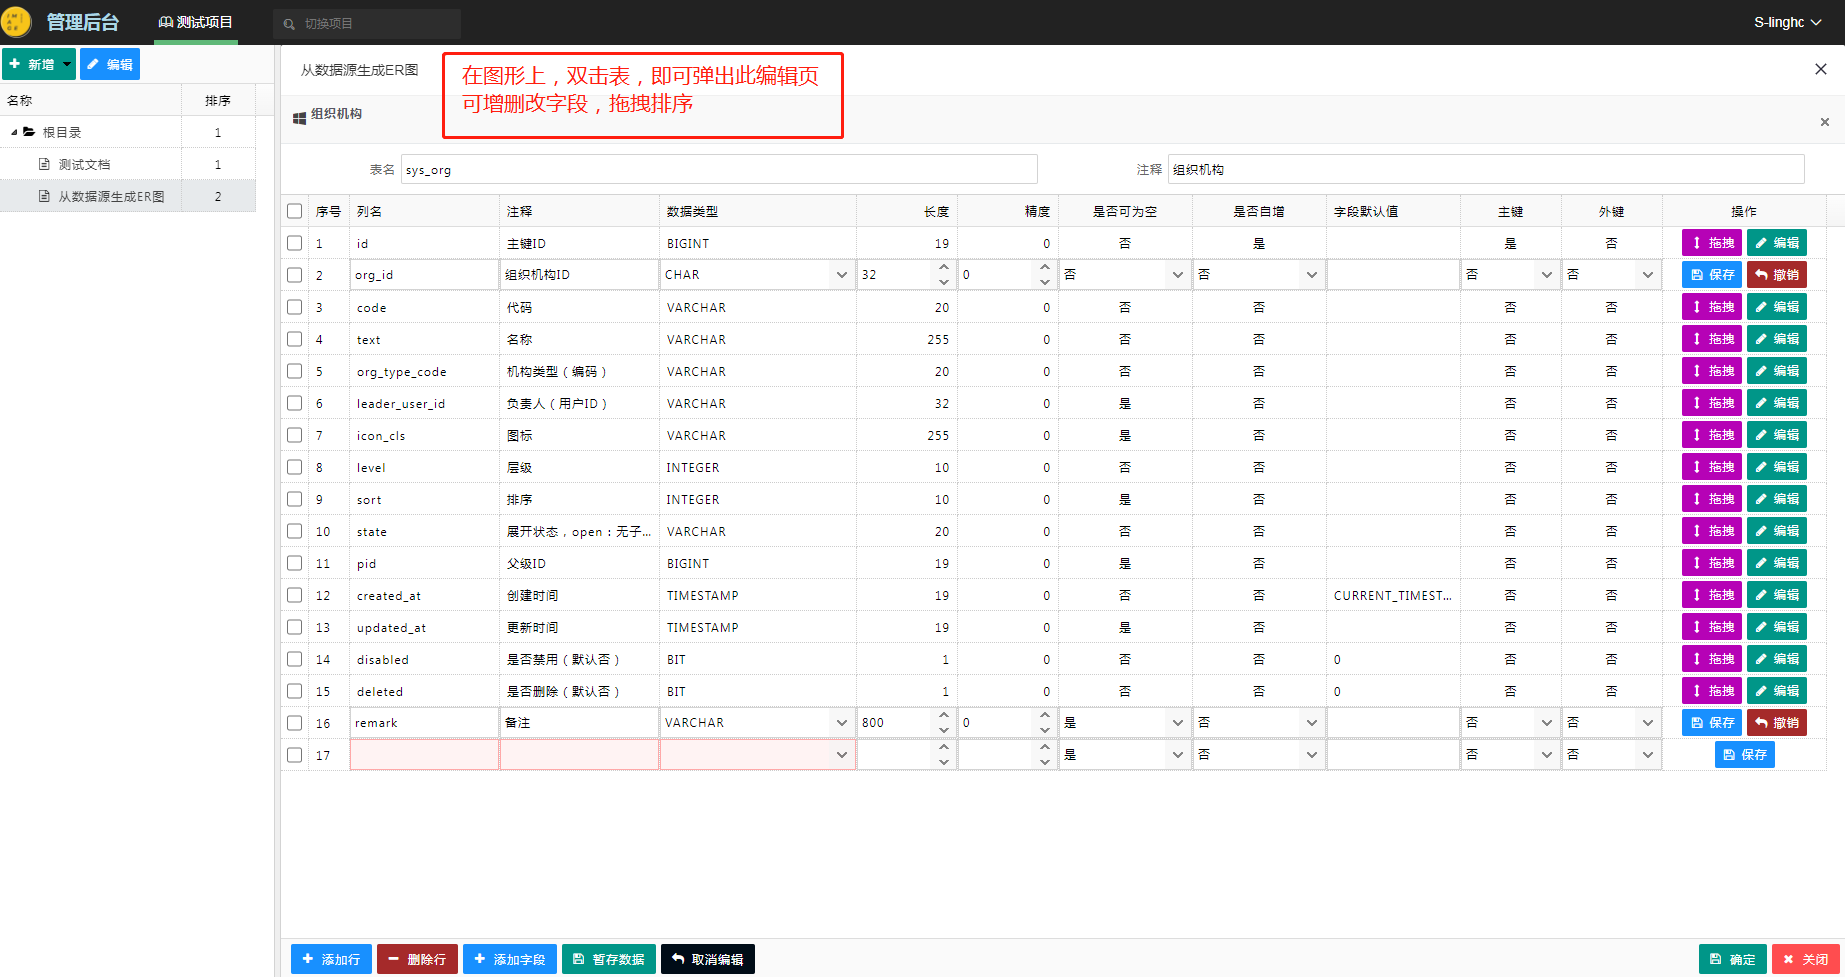 管理后台
测试项目
切换项目
S-linghc
新增
编辑
名称 排序
根目录 1
测试文档 1
从数据源生成ER图 2
从数据源生成ER图
在图形上，双击表，即可弹出此编辑页
可增删改字段，拖拽排序
组织机构
表名 sys_org 注释 组织机构
序号 列名 注释 数据类型 长度 精度 是否可为空 是否自增 字段默认值 主键 外键 操作
1 id 主键ID BIGINT 19 0 否 是 是 否 拖拽 编辑
2 org_id 组织机构ID CHAR 32 0 否 否 否 否 保存 撤销
3 code 代码 VARCHAR 20 0 否 否 否 否 拖拽 编辑
4 text 名称 VARCHAR 255 0 否 否 否 否 拖拽 编辑
5 org_type_code 机构类型（编码） VARCHAR 20 0 否 否 否 否 拖拽 编辑
6 leader_user_id 负责人（用户ID） VARCHAR 32 0 是 否 否 否 拖拽 编辑
7 icon_cls 图标 VARCHAR 255 0 是 否 否 否 拖拽 编辑
8 level 层级 INTEGER 10 0 否 否 否 否 拖拽 编辑
9 sort 排序 INTEGER 10 0 是 否 否 否 拖拽 编辑
10 state 展开状态，open：无子... VARCHAR 20 0 否 否 否 否 拖拽 编辑
11 pid 父级ID BIGINT 19 0 是 否 否 否 拖拽 编辑
12 created_at 创建时间 TIMESTAMP 19 0 否 否 CURRENT_TIMEST... 否 否 拖拽 编辑
13 updated_at 更新时间 TIMESTAMP 19 0 是 否 否 否 拖拽 编辑
14 disabled 是否禁用（默认否） BIT 1 0 否 否 0 否 否 拖拽 编辑
15 deleted 是否删除（默认否） BIT 1 0 否 否 0 否 否 拖拽 编辑
16 remark 备注 VARCHAR 800 0 是 否 否 否 保存 撤销
17 是 否 否 否 保存
添加行 删除行 添加字段 暂存数据 取消编辑 确定 关闭